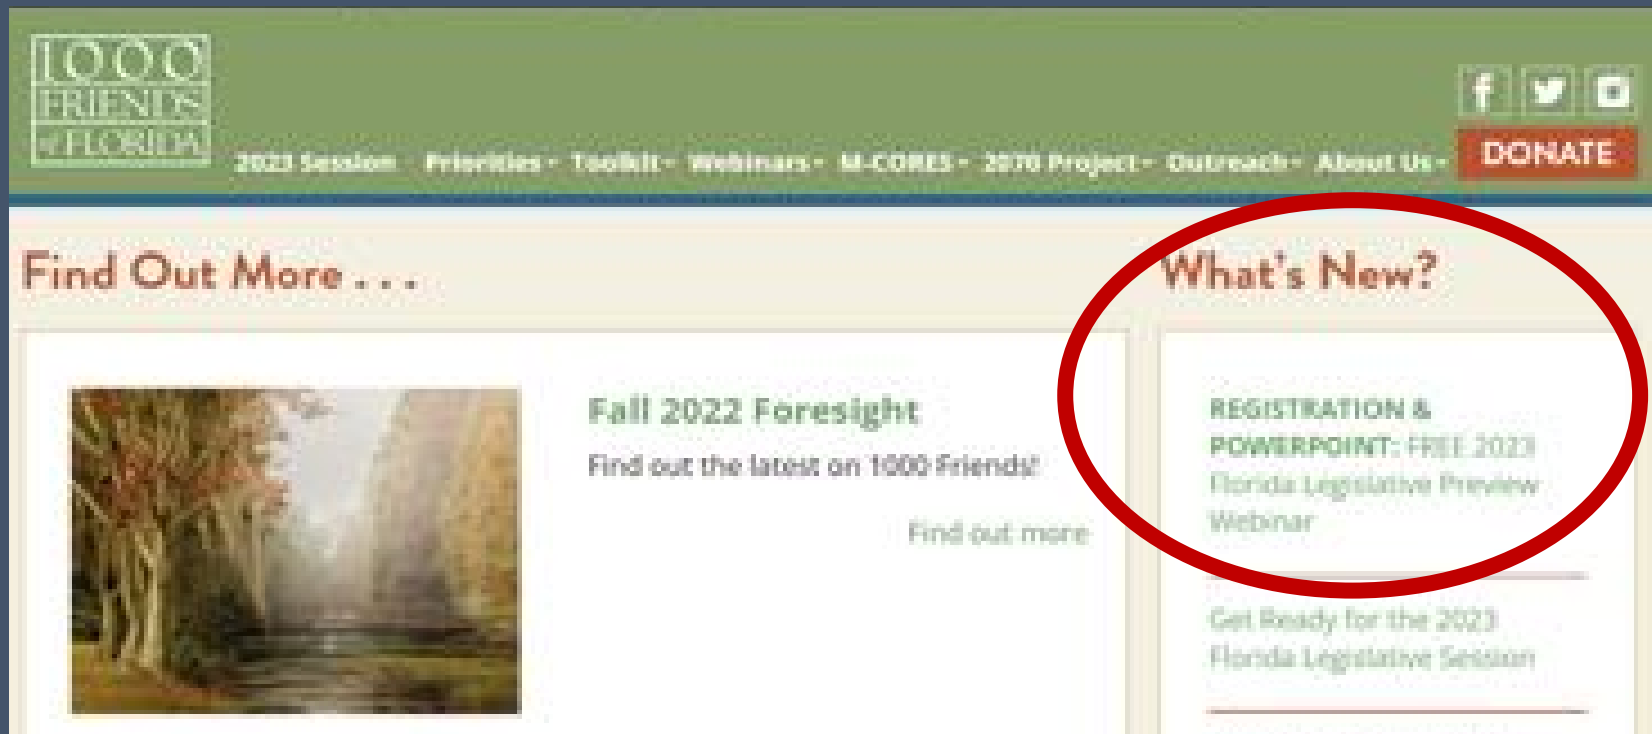 1000
FRIENDS
of FLORIDA
2023 Session Priorities Toolkit Webinars M-CORES 2070 Project Outreach About Us DONATE
Find Out More . . .
Fall 2022 Foresight
Find out the latest on 1000 Friends!
Find out more
What's New?
REGISTRATION &
POWERPOINT: FREE 2023
Florida Legislative Preview
Webinar
Get Ready for the 2023
Florida Legislative Session